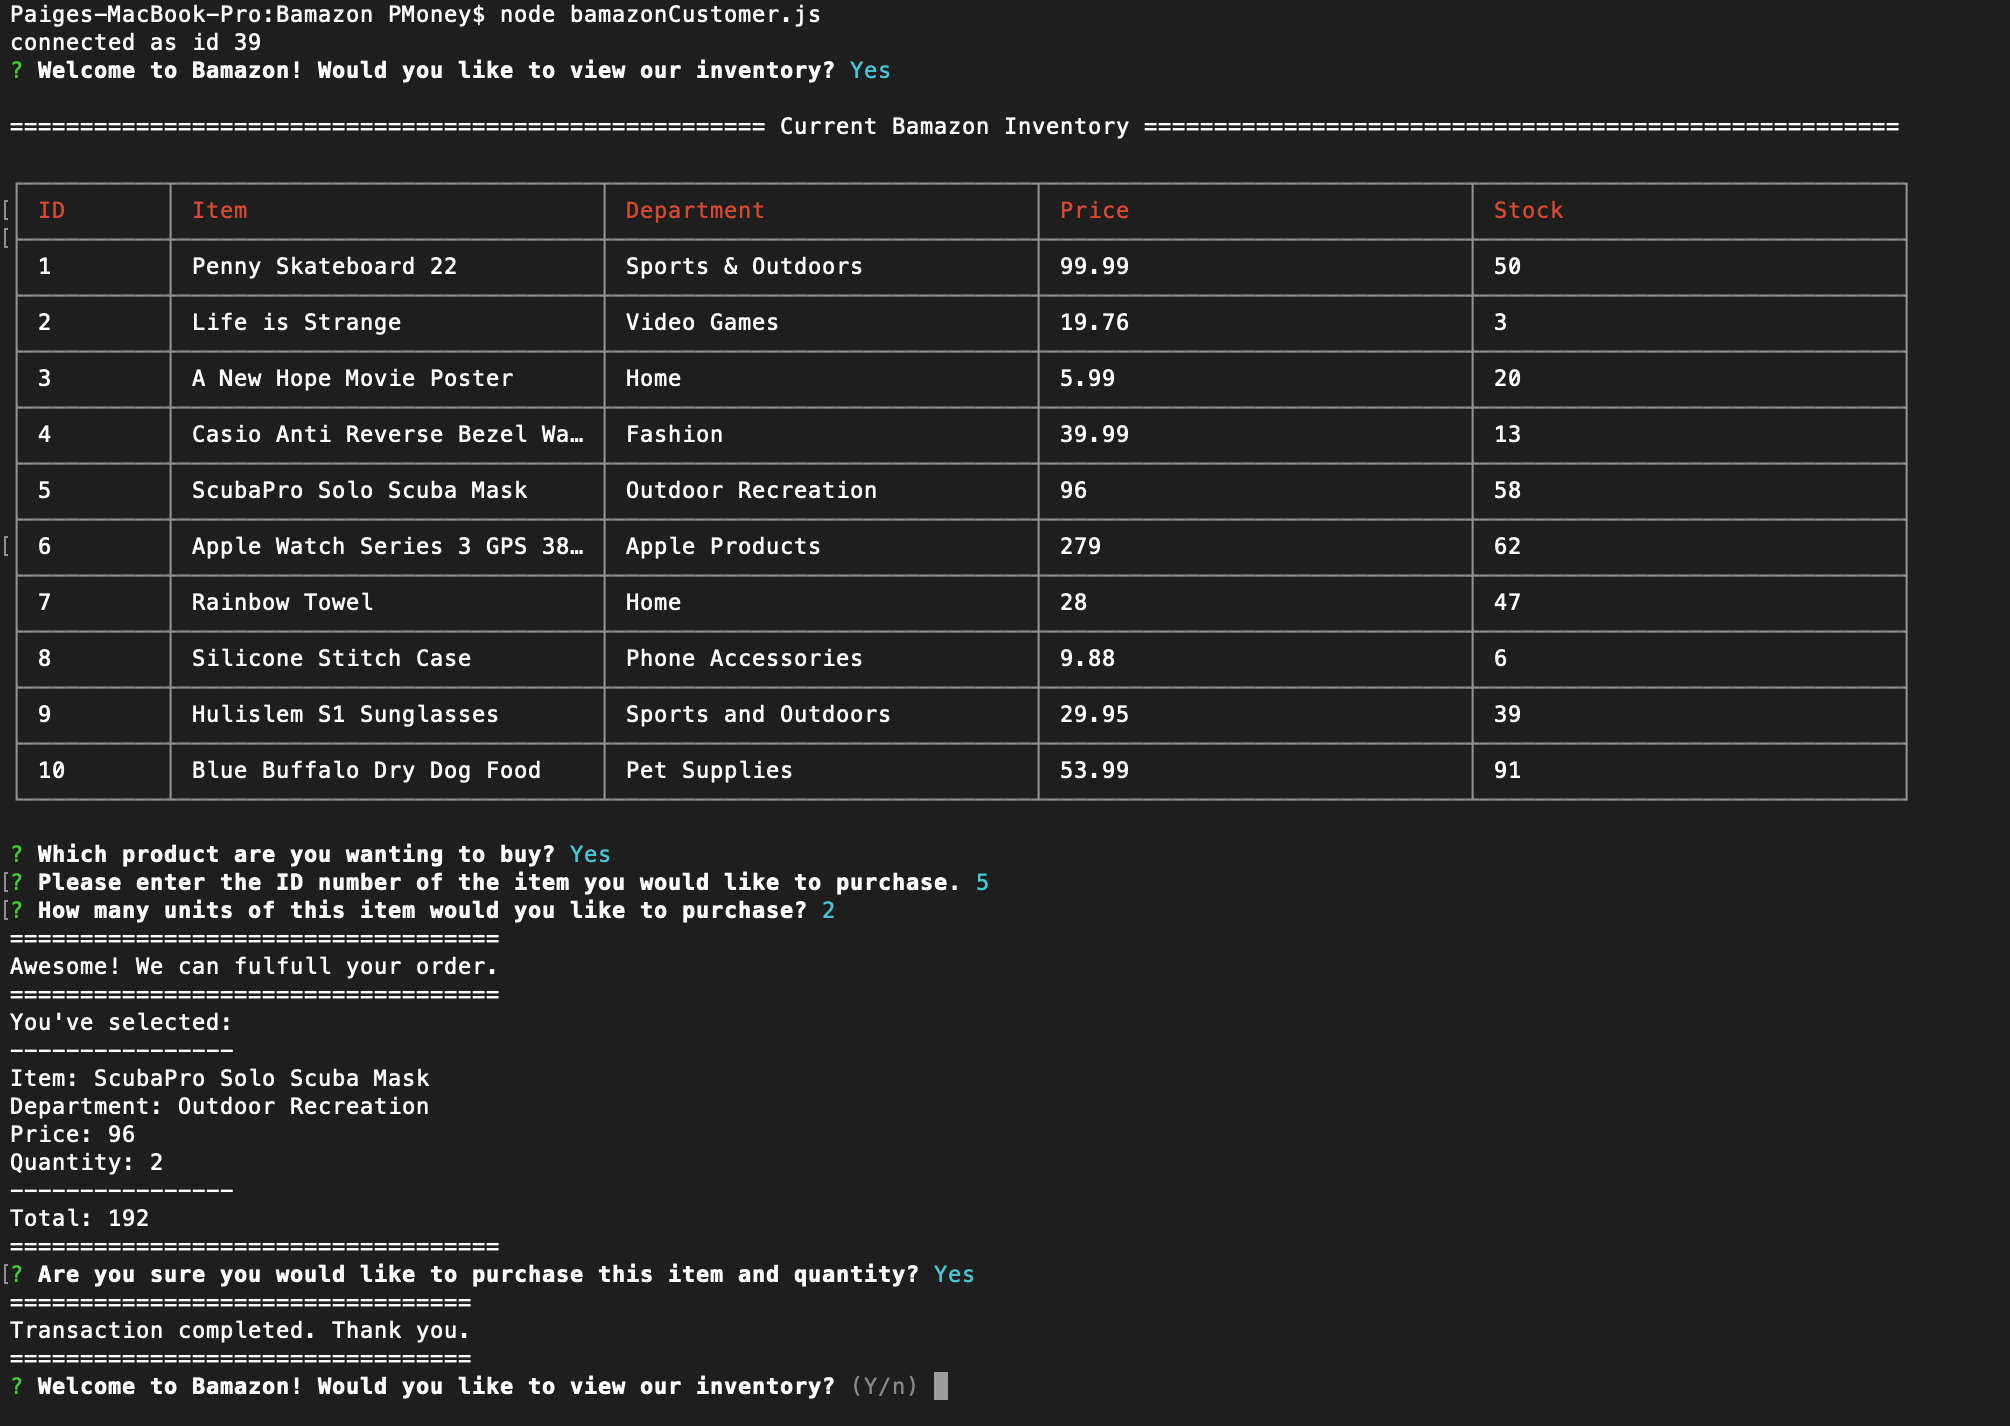 Paiges-MacBook-Pro:Bamazon PMoney$ node bamazonCustomer.js
connected as id 39
? Welcome to Bamazon! Would you like to view our inventory? Yes
====================================================== Current Bamazon Inventory ======================================================
[ ID Item Department Price Stock
[
1 Penny Skateboard 22 Sports & Outdoors 99.99 50
2 Life is Strange Video Games 19.76 3
3 A New Hope Movie Poster Home 5.99 20
4 Casio Anti Reverse Bezel Wa… Fashion 39.99 13
5 ScubaPro Solo Scuba Mask Outdoor Recreation 96 58
[ 6 Apple Watch Series 3 GPS 38… Apple Products 279 62
7 Rainbow Towel Home 28 47
8 Silicone Stitch Case Phone Accessories 9.88 6
9 Hulislem S1 Sunglasses Sports and Outdoors 29.95 39
10 Blue Buffalo Dry Dog Food Pet Supplies 53.99 91
? Which product are you wanting to buy? Yes
[? Please enter the ID number of the item you would like to purchase. 5
[? How many units of this item would you like to purchase? 2
===================================
Awesome! We can fulfull your order.
===================================
You've selected:
----------------
Item: ScubaPro Solo Scuba Mask
Department: Outdoor Recreation
Price: 96
Quantity: 2
----------------
Total: 192
===================================
[? Are you sure you would like to purchase this item and quantity? Yes
=================================
Transaction completed. Thank you.
=================================
? Welcome to Bamazon! Would you like to view our inventory? (Y/n)